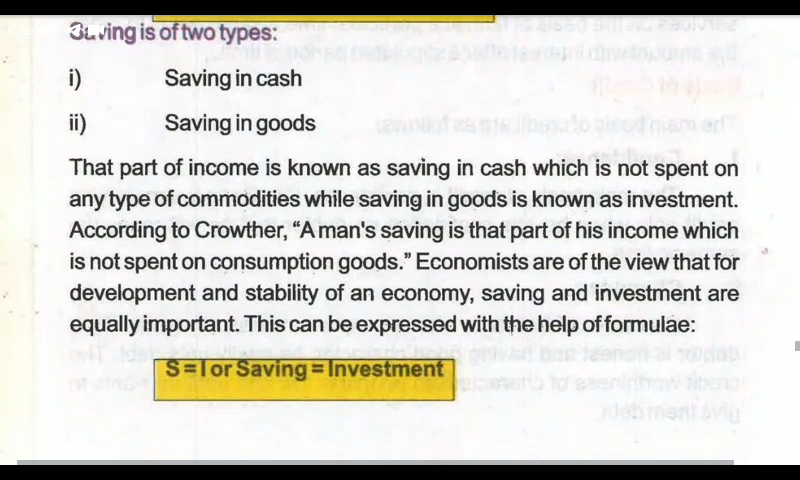 Saving is of two types:
i) Saving in cash
ii) Saving in goods
That part of income is known as saving in cash which is not spent on
any type of commodities while saving in goods is known as investment.
According to Crowther, “A man's saving is that part of his income which
is not spent on consumption goods.” Economists are of the view that for
development and stability of an economy, saving and investment are
equally important. This can be expressed with the help of formulae:
S = I or Saving = Investment